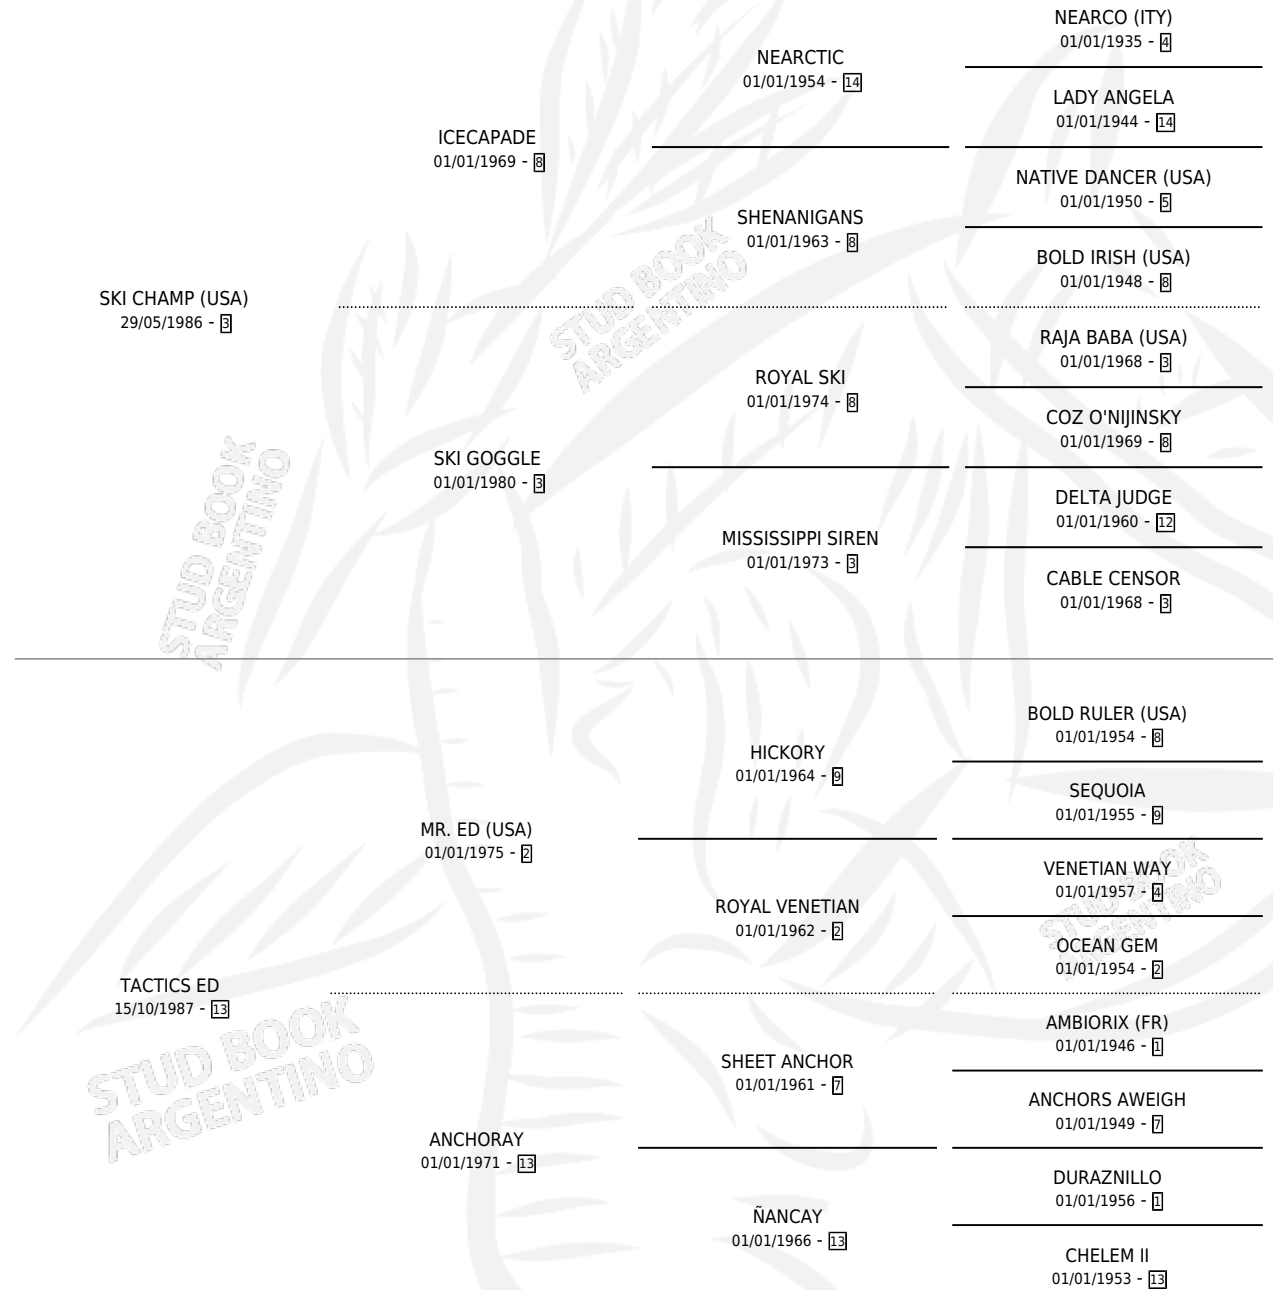 NEARCO (ITY)
01/01/1935 - 4
NEARCTIC
01/01/1954 - 14
LADY ANGELA
01/01/1944 - 14
ICECAPADE
01/01/1969 - 8
NATIVE DANCER (USA)
01/01/1950 - 5
SHENANIGANS
01/01/1963 - 8
BOLD IRISH (USA)
01/01/1948 - 8
SKI CHAMP (USA)
29/05/1986 - 3
RAJA BABA (USA)
01/01/1968 - 3
ROYAL SKI
01/01/1974 - 8
COZ O'NIJINSKY
01/01/1969 - 8
SKI GOGGLE
01/01/1980 - 3
DELTA JUDGE
01/01/1960 - 12
MISSISSIPPI SIREN
01/01/1973 - 3
CABLE CENSOR
01/01/1968 - 3
BOLD RULER (USA)
01/01/1954 - 8
HICKORY
01/01/1964 - 9
SEQUOIA
01/01/1955 - 9
MR. ED (USA)
01/01/1975 - 2
VENETIAN WAY
01/01/1957 - 4
ROYAL VENETIAN
01/01/1962 - 2
OCEAN GEM
01/01/1954 - 2
TACTICS ED
15/10/1987 - 13
AMBIORIX (FR)
01/01/1946 - 1
SHEET ANCHOR
01/01/1961 - 7
ANCHORS AWEIGH
01/01/1949 - 7
ANCHORAY
01/01/1971 - 13
DURAZNILLO
01/01/1956 - 1
ÑANCAY
01/01/1966 - 13
CHELEM II
01/01/1953 - 13
STUD BOOK
ARGENTINO
STUD BOOK
ARGENTINO
STUD BOOK
ARGENTINO
STUD BOOK
ARGENTINO